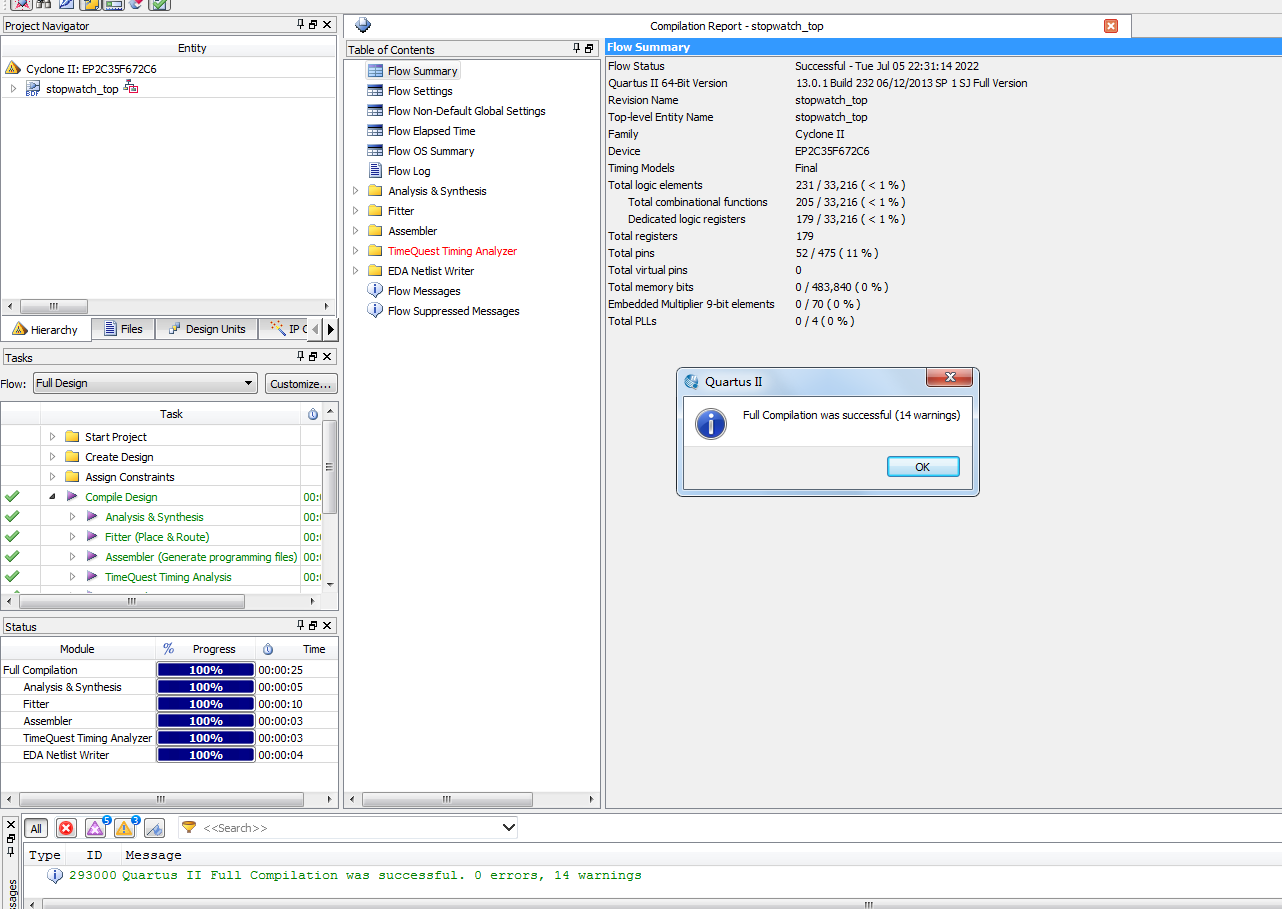 Project Navigator
Entity
Cyclone II: EP2C35F672C6
BDF stopwatch_top
Hierarchy Files Design Units IP
Tasks
Flow: Full Design Customize...
Task
Start Project
Create Design
Assign Constraints
Compile Design 00:
Analysis & Synthesis 00:
Fitter (Place & Route) 00:
Assembler (Generate programming files) 00:
TimeQuest Timing Analysis 00:
Status
Module % Progress Time
Full Compilation 100% 00:00:25
Analysis & Synthesis 100% 00:00:05
Fitter 100% 00:00:10
Assembler 100% 00:00:03
TimeQuest Timing Analyzer 100% 00:00:03
EDA Netlist Writer 100% 00:00:04
Compilation Report - stopwatch_top
Table of Contents
Flow Summary
Flow Settings
Flow Non-Default Global Settings
Flow Elapsed Time
Flow OS Summary
Flow Log
Analysis & Synthesis
Fitter
Assembler
TimeQuest Timing Analyzer
EDA Netlist Writer
Flow Messages
Flow Suppressed Messages
Flow Summary
Flow Status Successful - Tue Jul 05 22:31:14 2022
Quartus II 64-Bit Version 13.0.1 Build 232 06/12/2013 SP 1 SJ Full Version
Revision Name stopwatch_top
Top-level Entity Name stopwatch_top
Family Cyclone II
Device EP2C35F672C6
Timing Models Final
Total logic elements 231 / 33,216 ( < 1 % )
Total combinational functions 205 / 33,216 ( < 1 % )
Dedicated logic registers 179 / 33,216 ( < 1 % )
Total registers 179
Total pins 52 / 475 ( 11 % )
Total virtual pins 0
Total memory bits 0 / 483,840 ( 0 % )
Embedded Multiplier 9-bit elements 0 / 70 ( 0 % )
Total PLLs 0 / 4 ( 0 % )
Quartus II
Full Compilation was successful (14 warnings)
OK
All 5 3 <<Search>>
Type ID Message
293000 Quartus II Full Compilation was successful. 0 errors, 14 warnings